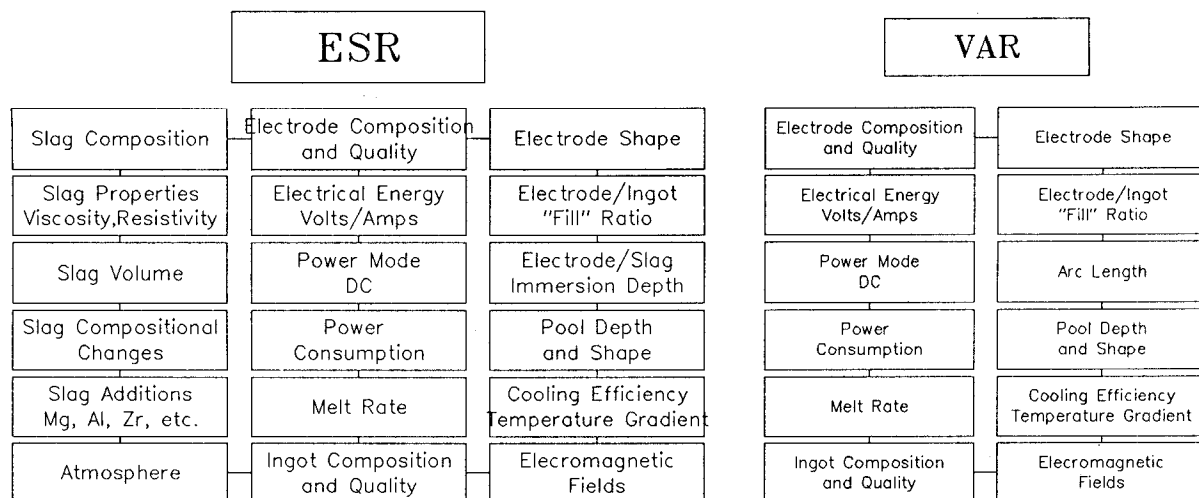 ESR
VAR
Slag Composition
Electrode Composition
and Quality
Electrode Shape
Slag Properties
Viscosity,Resistivity
Electrical Energy
Volts/Amps
Electrode/Ingot
"Fill" Ratio
Slag Volume
Power Mode
DC
Electrode/Slag
Immersion Depth
Slag Compositional
Changes
Power
Consumption
Pool Depth
and Shape
Slag Additions
Mg, Al, Zr, etc.
Melt Rate
Cooling Efficiency
Temperature Gradient
Atmosphere
Ingot Composition
and Quality
Elecromagnetic
Fields
Electrode Composition
and Quality
Electrode Shape
Electrical Energy
Volts/Amps
Electrode/Ingot
"Fill" Ratio
Power Mode
DC
Arc Length
Power
Consumption
Pool Depth
and Shape
Melt Rate
Cooling Efficiency
Temperature Gradient
Ingot Composition
and Quality
Elecromagnetic
Fields